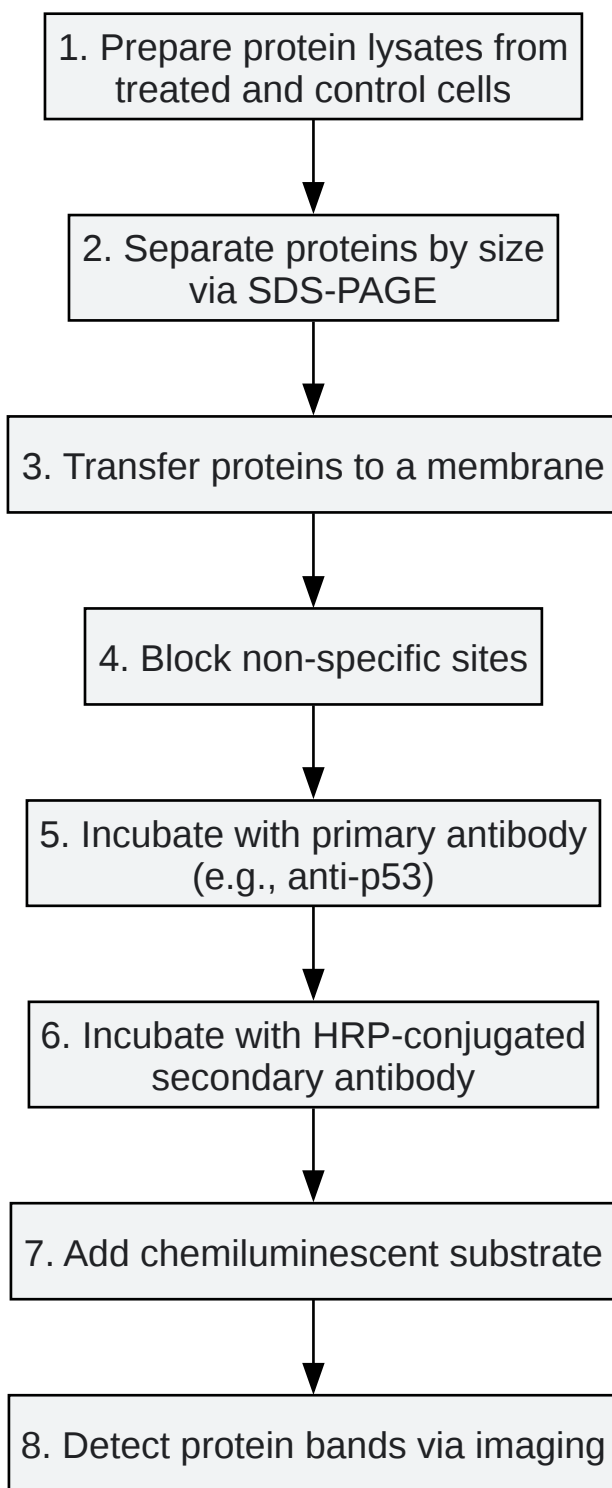 1. Prepare protein lysates from
treated and control cells
2. Separate proteins by size
via SDS-PAGE
3. Transfer proteins to a membrane
4. Block non-specific sites
5. Incubate with primary antibody
(e.g., anti-p53)
6. Incubate with HRP-conjugated
secondary antibody
7. Add chemiluminescent substrate
8. Detect protein bands via imaging